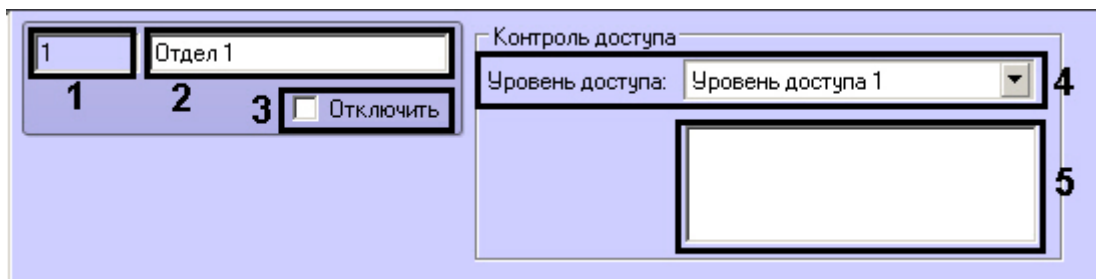 1
Отдел 1
1
2
3
Отключить
Контроль доступа
Уровень доступа:
Уровень доступа 1
4
5